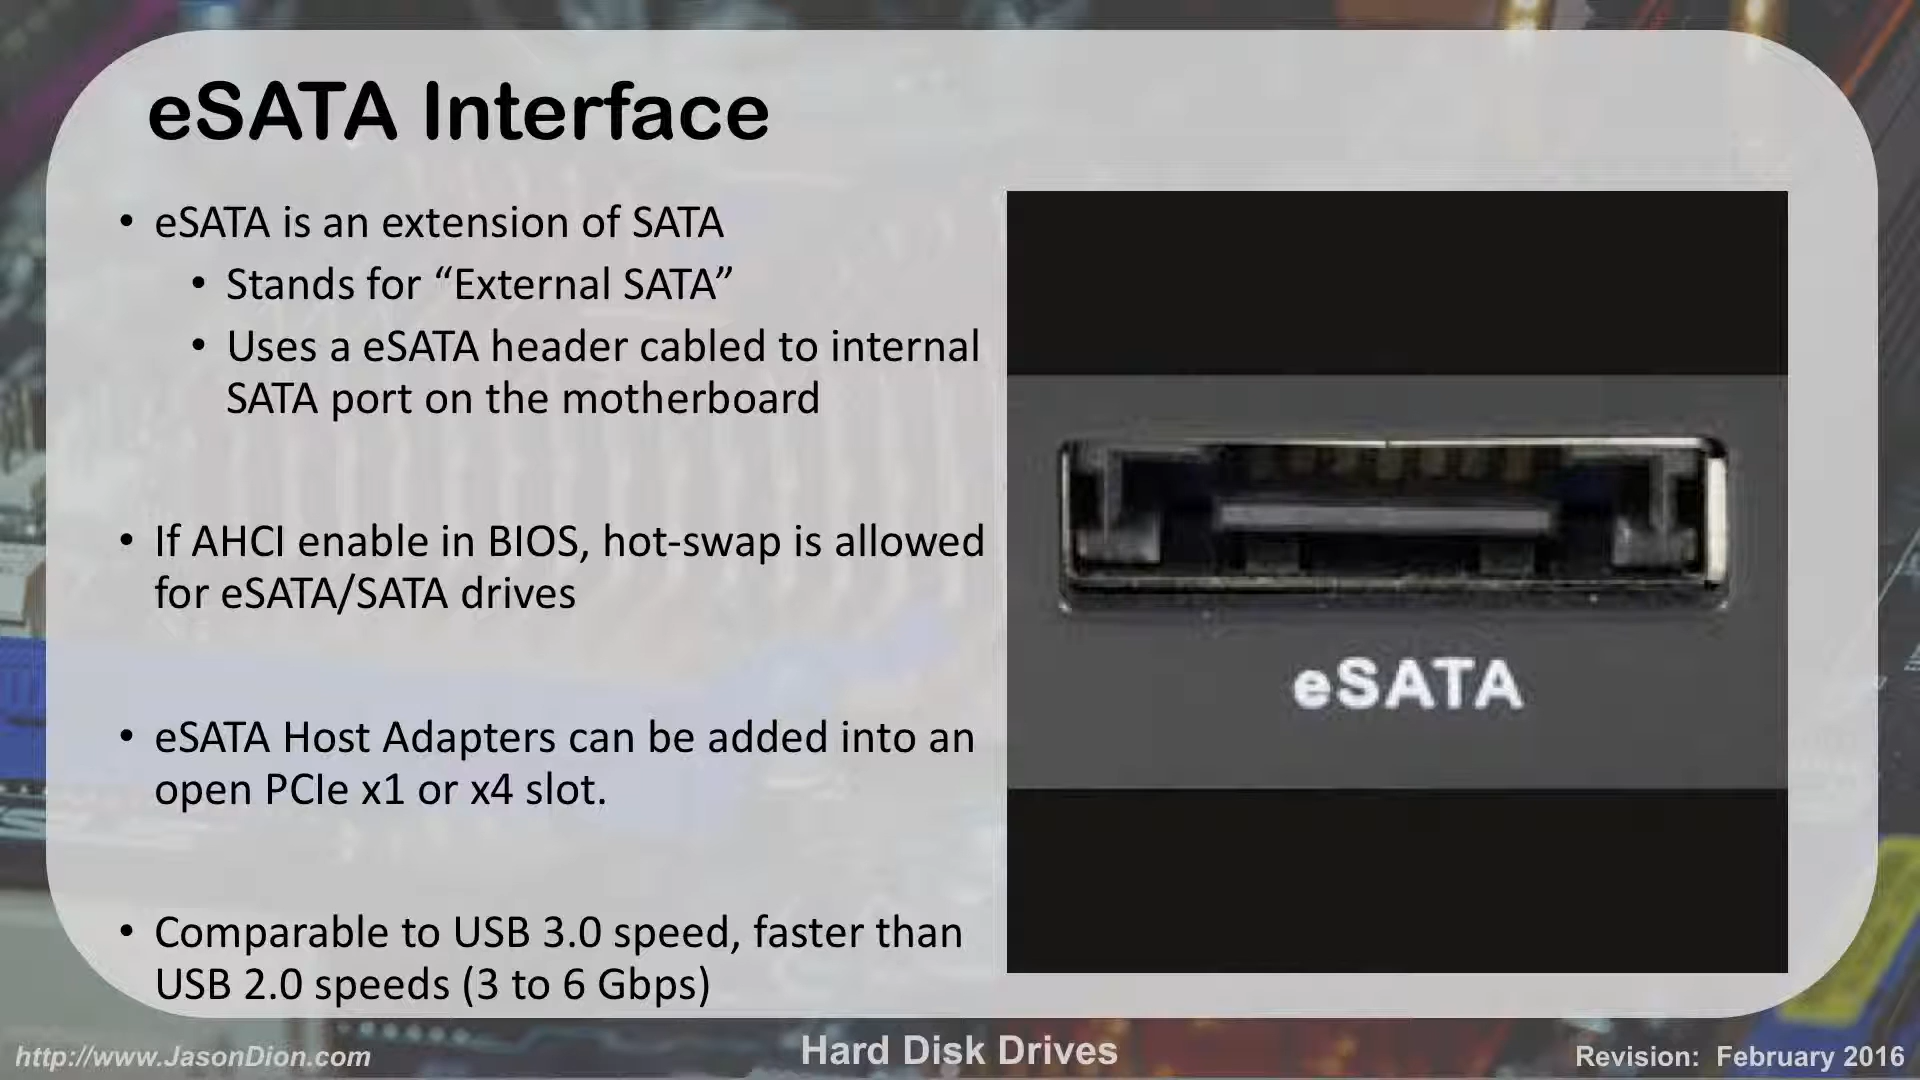 eSATA Interface
• eSATA is an extension of SATA
• Stands for “External SATA”
• Uses a eSATA header cabled to internal
SATA port on the motherboard
• If AHCI enable in BIOS, hot-swap is allowed
for eSATA/SATA drives
• eSATA Host Adapters can be added into an
open PCIe x1 or x4 slot.
• Comparable to USB 3.0 speed, faster than
USB 2.0 speeds (3 to 6 Gbps)
eSATA
http://www.JasonDion.com
Hard Disk Drives
Revision: February 2016